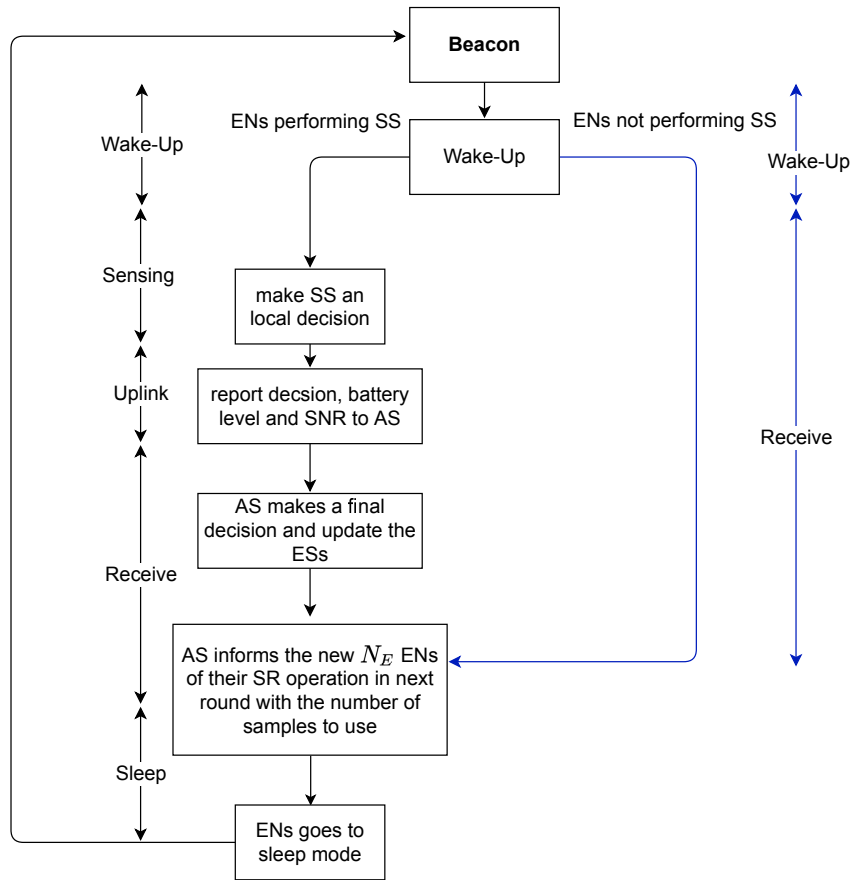 Beacon
ENs performing SS
ENs not performing SS
Wake-Up
Wake-Up
Wake-Up
Sensing
make SS an
local decision
Uplink
report decsion, battery
level and SNR to AS
Receive
AS makes a final
decision and update the
ESs
Receive
AS informs the new N_E ENs
of their SR operation in next
round with the number of
samples to use
Sleep
ENs goes to
sleep mode